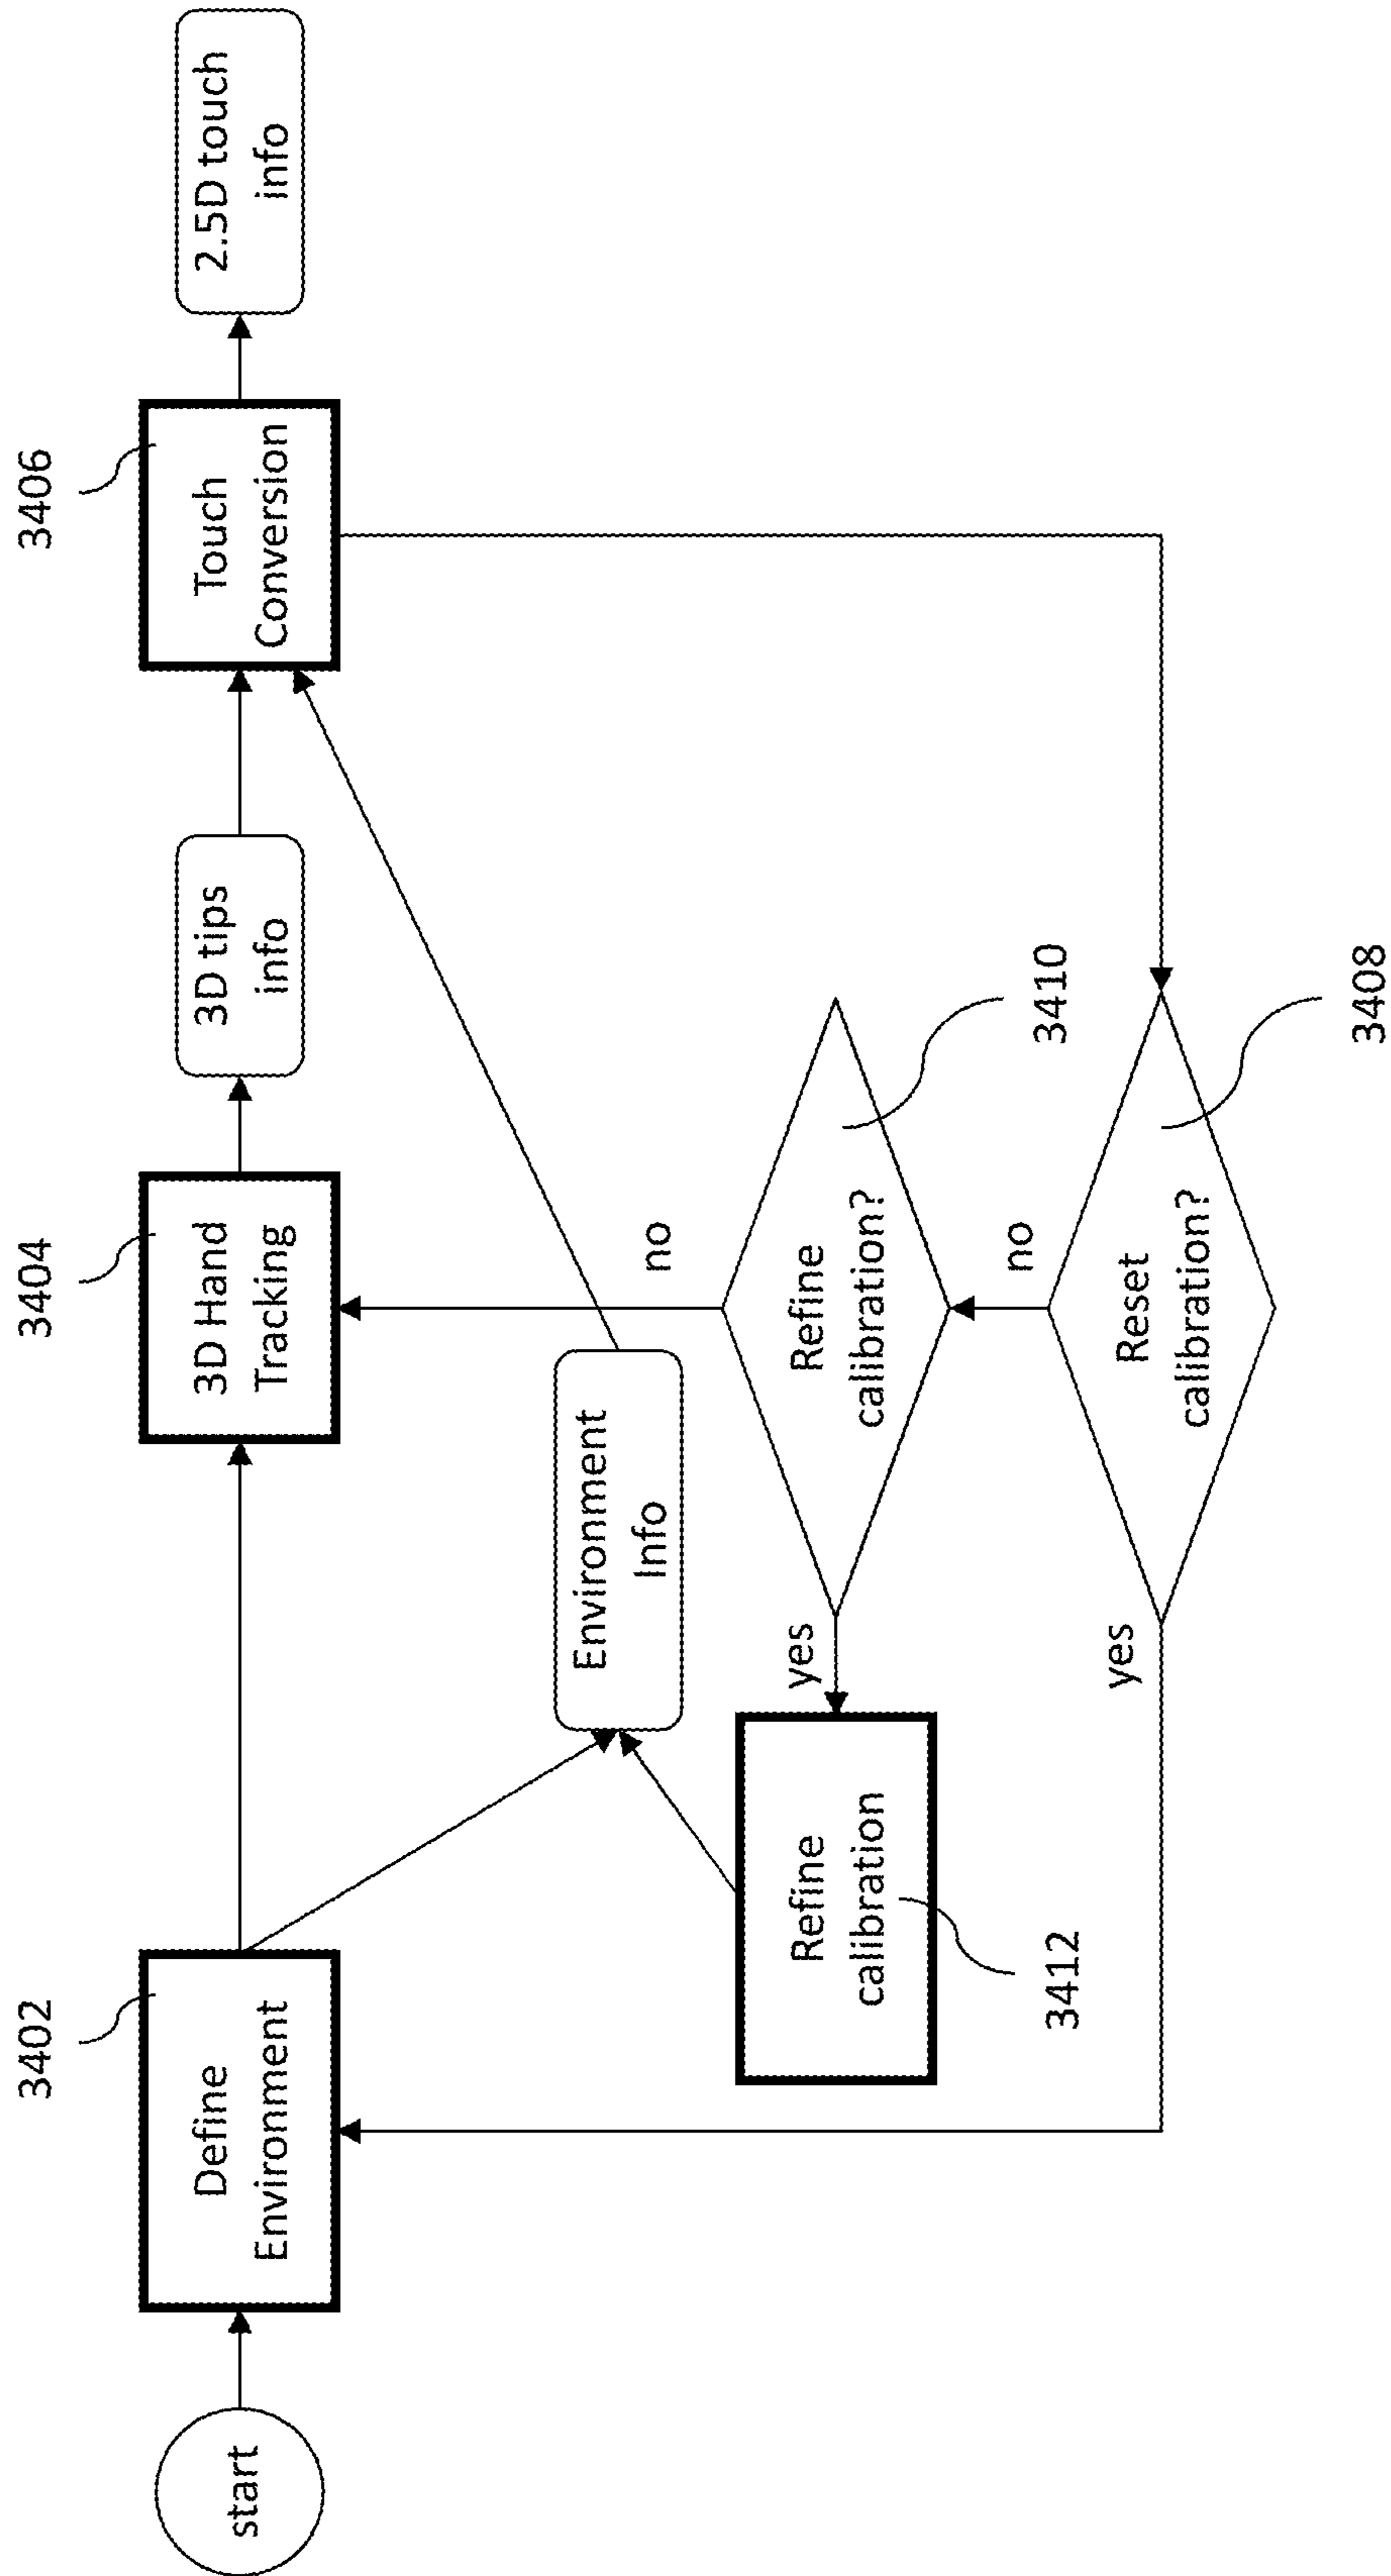 3402
3404
3406
start
Define
Environment
3D Hand
Tracking
3D tips
info
Touch
Conversion
2.5D touch
info
Environment
Info
no
Refine
calibration
3412
yes
Refine
calibration?
3410
no
yes
Reset
calibration?
3408